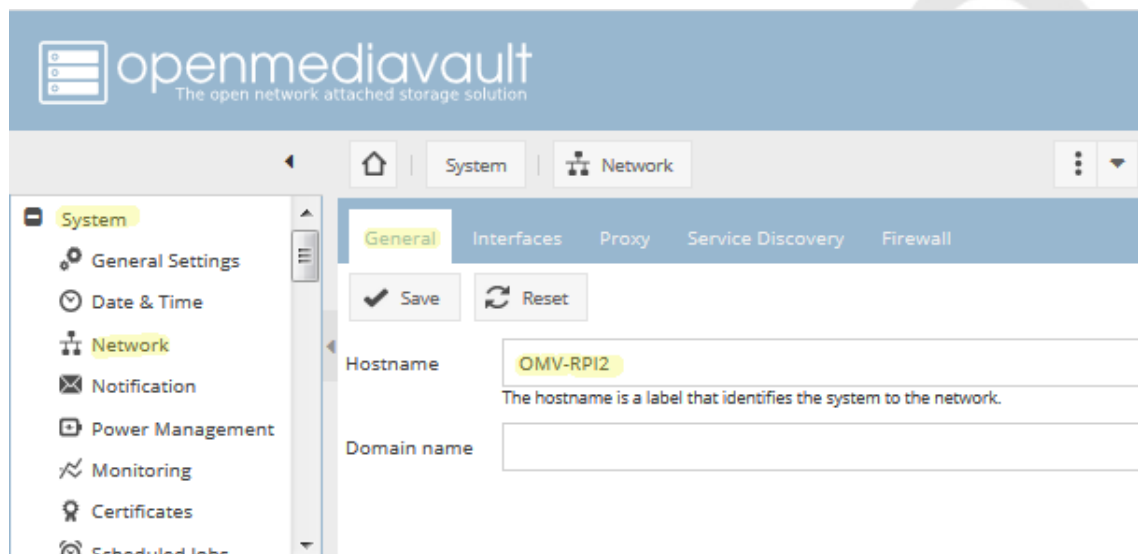 openmediavault
The open network attached storage solution
System
Network
System
General Settings
Date & Time
Network
Notification
Power Management
Monitoring
Certificates
Scheduled Jobs
General Interfaces Proxy Service Discovery Firewall
Save Reset
Hostname OMV-RPI2
The hostname is a label that identifies the system to the network.
Domain name